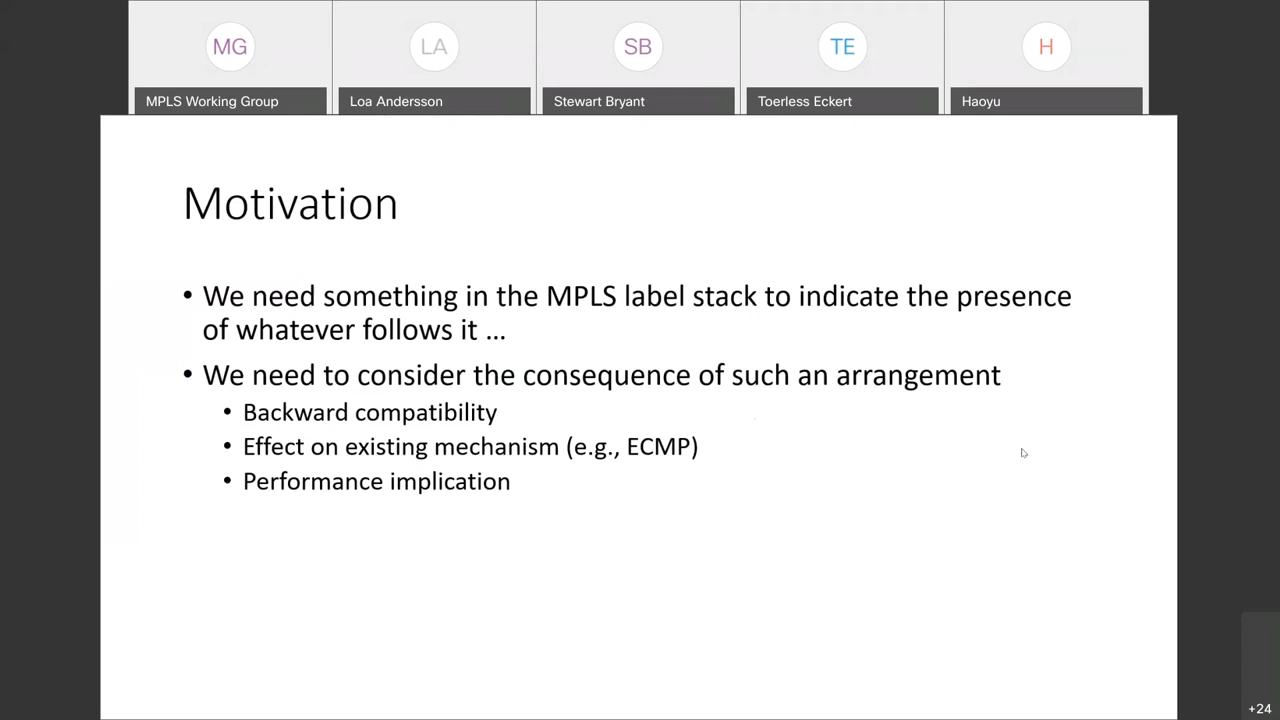 MG
LA
SB
TE
H
MPLS Working Group
Loa Andersson
Stewart Bryant
Toerless Eckert
Haoyu
Motivation
• We need something in the MPLS label stack to indicate the presence
of whatever follows it ...
• We need to consider the consequence of such an arrangement
• Backward compatibility
• Effect on existing mechanism (e.g., ECMP)
• Performance implication
+24